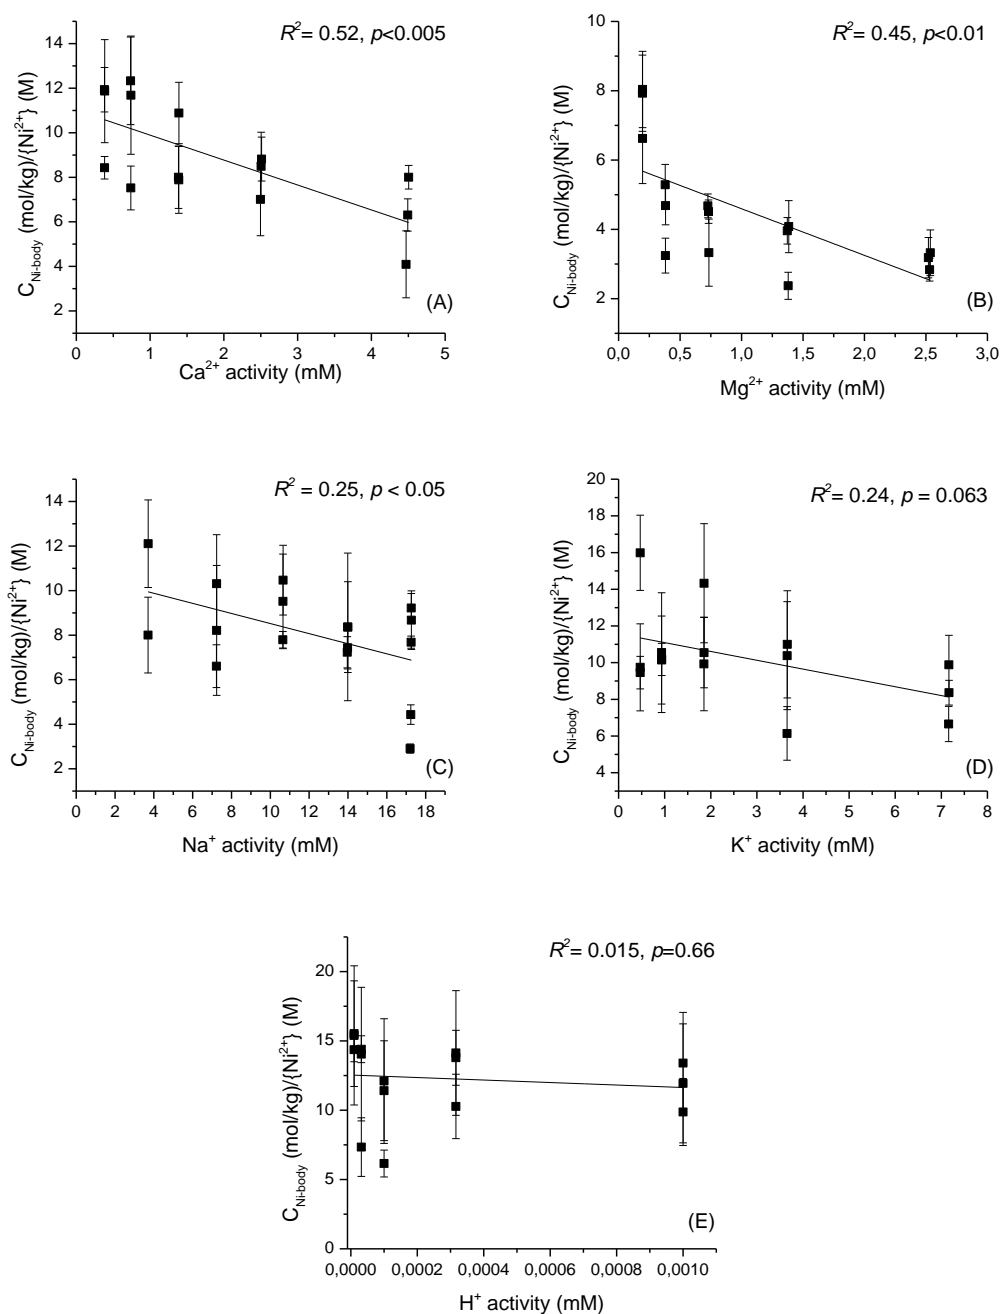 R²= 0.52, p<0.005
14
12
10
8
6
4
2
C Ni-body (mol/kg)/{Ni²⁺} (M)
(A)
0 1 2 3 4 5
Ca²⁺ activity (mM)
R²= 0.45, p<0.01
10
8
6
4
2
C Ni-body (mol/kg)/{Ni²⁺} (M)
(B)
0,0 0,5 1,0 1,5 2,0 2,5 3,0
Mg²⁺ activity (mM)
R² = 0.25, p < 0.05
14
12
10
8
6
4
2
C Ni-body (mol/kg)/{Ni²⁺} (M)
(C)
0 2 4 6 8 10 12 14 16 18
Na⁺ activity (mM)
R²= 0.24, p = 0.063
20
18
16
14
12
10
8
6
4
C Ni-body (mol/kg)/{Ni²⁺} (M)
(D)
0 1 2 3 4 5 6 7 8
K⁺ activity (mM)
R²= 0.015, p=0.66
20
15
10
5
0
C Ni-body (mol/kg)/{Ni²⁺} (M)
(E)
0,0000 0,0002 0,0004 0,0006 0,0008 0,0010
H⁺ activity (mM)